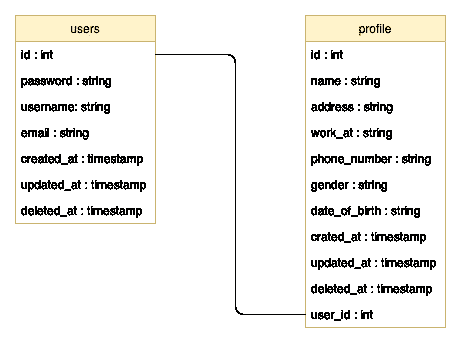 users
id : int
password : string
username: string
email : string
created_at : timestamp
updated_at : timestamp
deleted_at : timestamp
profile
id : int
name : string
address : string
work_at : string
phone_number : string
gender : string
date_of_birth : string
crated_at : timestamp
updated_at : timestamp
deleted_at : timestamp
user_id : int